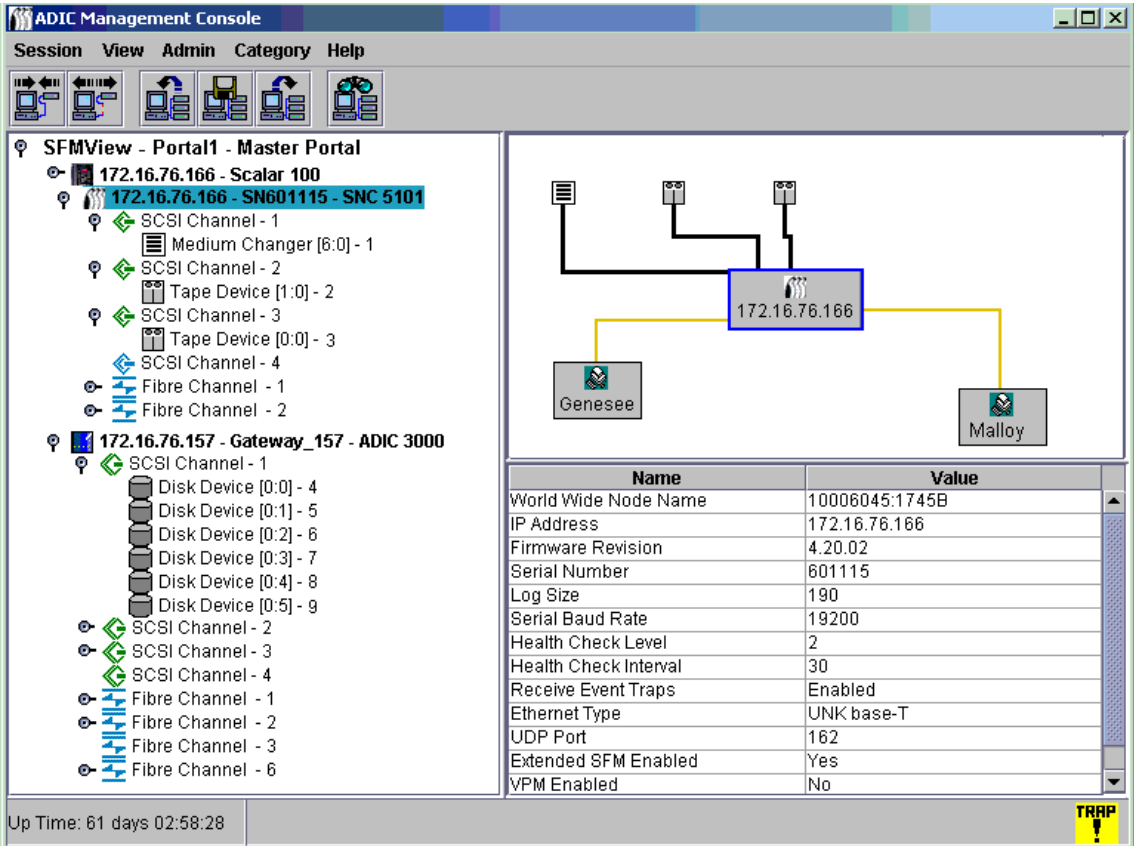 ADIC Management Console
Session View Admin Category Help
SFMView - Portal1 - Master Portal
172.16.76.166 - Scalar 100
172.16.76.166 - SN601115 - SNC 5101
SCSI Channel - 1
Medium Changer [6:0] - 1
SCSI Channel - 2
Tape Device [1:0] - 2
SCSI Channel - 3
Tape Device [0:0] - 3
SCSI Channel - 4
Fibre Channel - 1
Fibre Channel - 2
172.16.76.157 - Gateway_157 - ADIC 3000
SCSI Channel - 1
Disk Device [0:0] - 4
Disk Device [0:1] - 5
Disk Device [0:2] - 6
Disk Device [0:3] - 7
Disk Device [0:4] - 8
Disk Device [0:5] - 9
SCSI Channel - 2
SCSI Channel - 3
SCSI Channel - 4
Fibre Channel - 1
Fibre Channel - 2
Fibre Channel - 3
Fibre Channel - 6
172.16.76.166
Genesee
Malloy
Name Value
World Wide Node Name 10006045:1745B
IP Address 172.16.76.166
Firmware Revision 4.20.02
Serial Number 601115
Log Size 190
Serial Baud Rate 19200
Health Check Level 2
Health Check Interval 30
Receive Event Traps Enabled
Ethernet Type UNK base-T
UDP Port 162
Extended SFM Enabled Yes
VPM Enabled No
Up Time: 61 days 02:58:28
TRAP
!